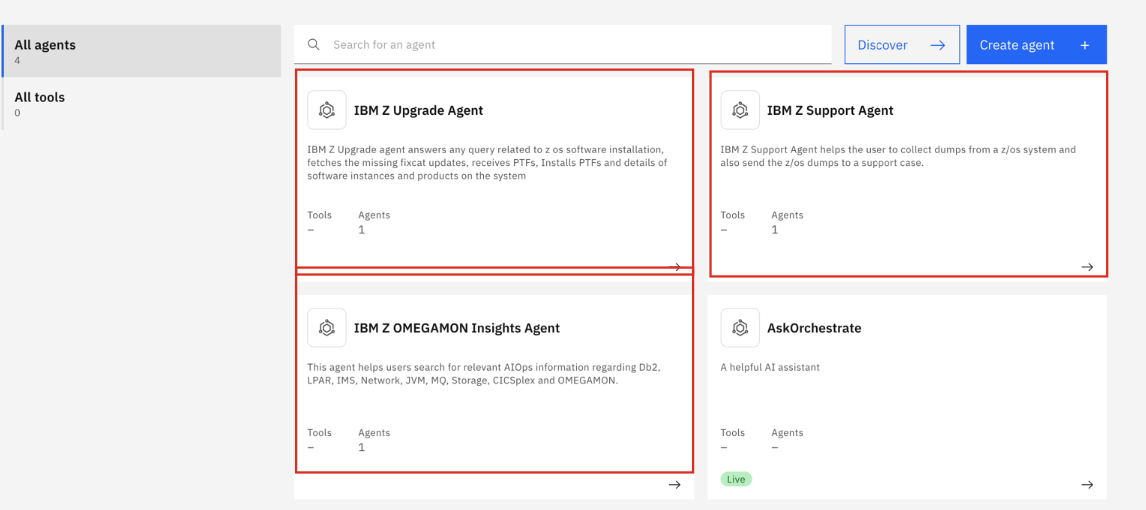 All agents
4
All tools
0
Search for an agent
Discover
Create agent +
IBM Z Upgrade Agent
IBM Z Upgrade agent answers any query related to z os software installation,
fetches the missing fixcat updates, receives PTFs, Installs PTFs and details of
software instances and products on the system
Tools Agents
– 1
IBM Z Support Agent
IBM Z Support Agent helps the user to collect dumps from a z/os system and
also send the z/os dumps to a support case.
Tools Agents
– 1
IBM Z OMEGAMON Insights Agent
This agent helps users search for relevant AIOps information regarding Db2,
LPAR, IMS, Network, JVM, MQ, Storage, CICSplex and OMEGAMON.
Tools Agents
– 1
AskOrchestrate
A helpful AI assistant
Tools Agents
– –
Live